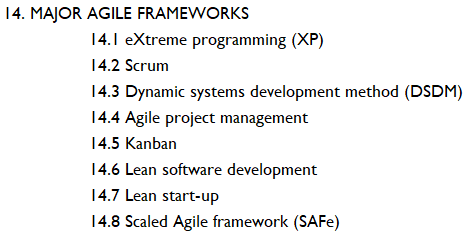 14. MAJOR AGILE FRAMEWORKS
14.1 eXtreme programming (XP)
14.2 Scrum
14.3 Dynamic systems development method (DSDM)
14.4 Agile project management
14.5 Kanban
14.6 Lean software development
14.7 Lean start-up
14.8 Scaled Agile framework (SAFe)